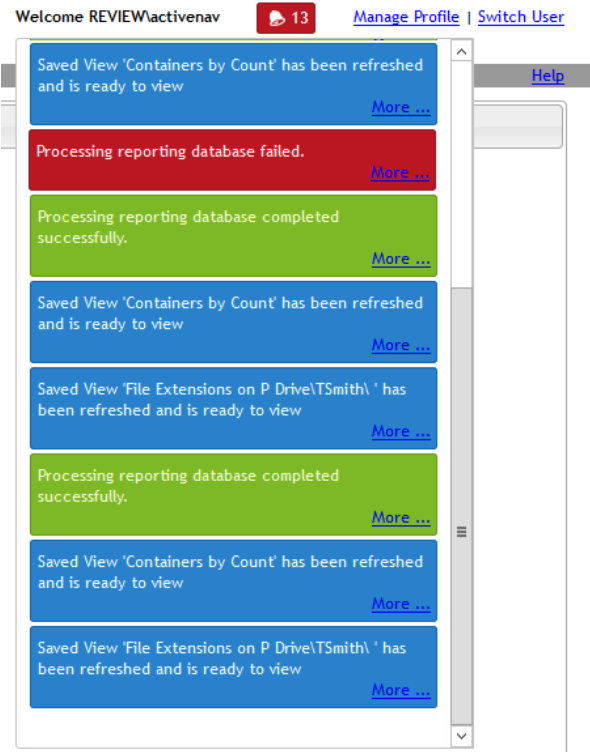 Welcome REVIEW\activenav 13 Manage Profile | Switch User
Help
Saved View 'Containers by Count' has been refreshed
and is ready to view
More ...
Processing reporting database failed.
More ...
Processing reporting database completed
successfully.
More ...
Saved View 'Containers by Count' has been refreshed
and is ready to view
More ...
Saved View 'File Extensions on P Drive\TSmith\ ' has
been refreshed and is ready to view
More ...
Processing reporting database completed
successfully.
More ...
Saved View 'Containers by Count' has been refreshed
and is ready to view
More ...
Saved View 'File Extensions on P Drive\TSmith\ ' has
been refreshed and is ready to view
More ...